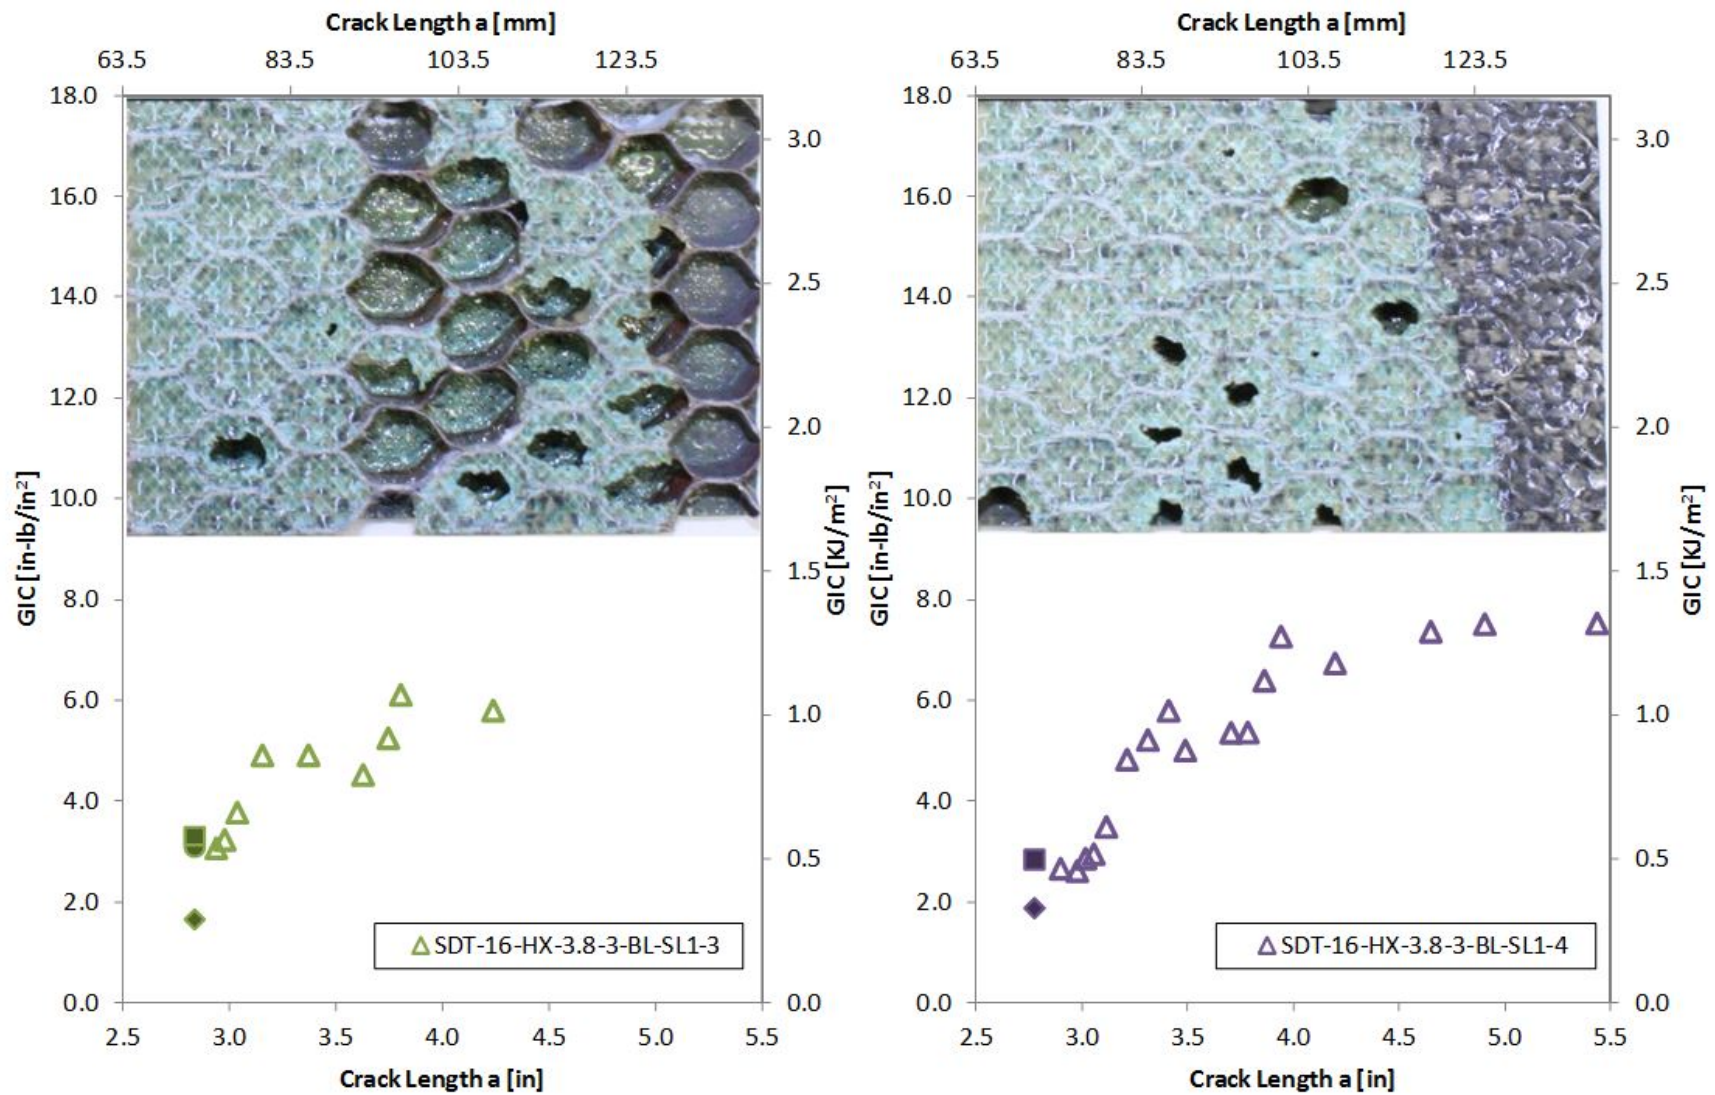 Crack Length a [mm]
63.5 83.5 103.5 123.5
18.0
16.0
14.0
12.0
10.0
8.0
6.0
4.0
2.0
0.0
GIC [in-lb/in²]
3.0
2.5
2.0
1.5
1.0
0.5
0.0
GIC [KJ/m²]
SDT-16-HX-3.8-3-BL-SL1-3
2.5 3.0 3.5 4.0 4.5 5.0 5.5
Crack Length a [in]
Crack Length a [mm]
63.5 83.5 103.5 123.5
18.0
16.0
14.0
12.0
10.0
8.0
6.0
4.0
2.0
0.0
GIC [in-lb/in²]
3.0
2.5
2.0
1.5
1.0
0.5
0.0
GIC [KJ/m²]
SDT-16-HX-3.8-3-BL-SL1-4
2.5 3.0 3.5 4.0 4.5 5.0 5.5
Crack Length a [in]